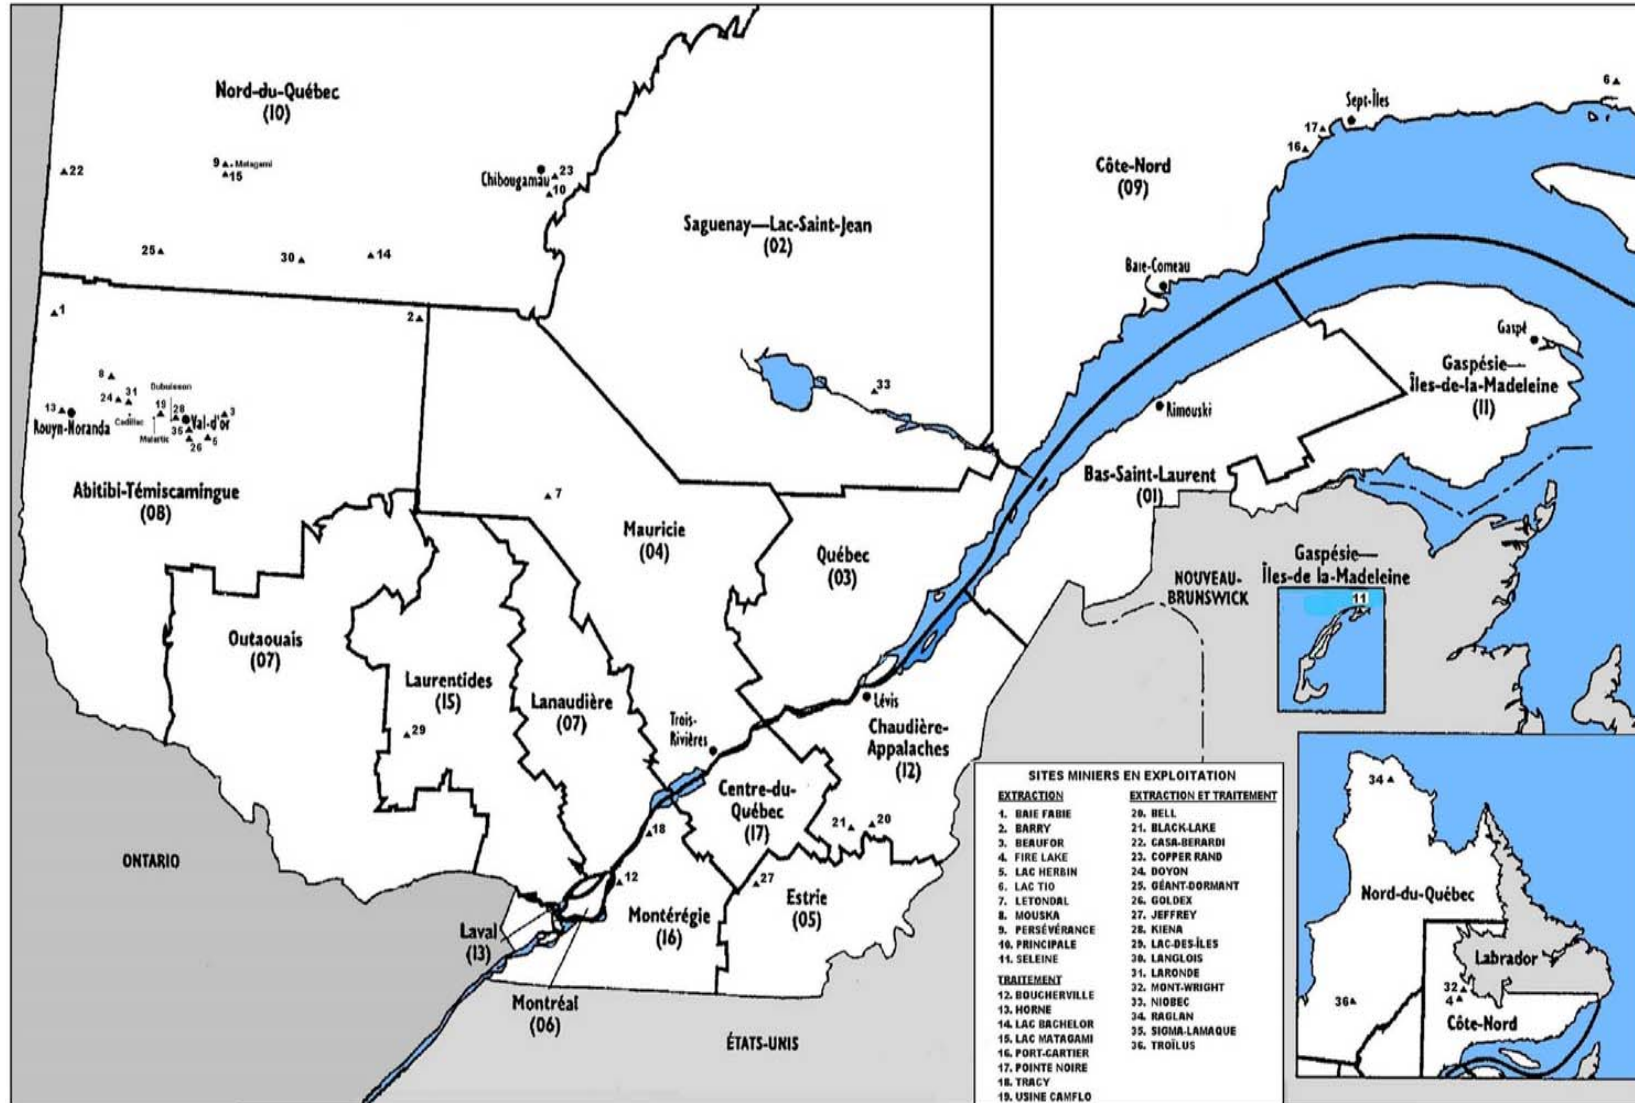 Nord-du-Québec
(10)
6
Sept-Îles
17
16
9 Matagami
15
22
Chibougamau
23
10
Côte-Nord
(09)
Saguenay—Lac-Saint-Jean
(02)
25
30
14
Baie-Comeau
1
2
Gaspé
Gaspésie—
Îles-de-la-Madeleine
(11)
8
Dubuisson
33
24
31
19
28
3
13
Rouyn-Noranda
Cadillac
Malartic
35
Val-d'or
26
5
Rimouski
Abitibi-Témiscamingue
(08)
7
Bas-Saint-Laurent
(01)
Mauricie
(04)
Québec
(03)
NOUVEAU-
BRUNSWICK
Gaspésie—
Îles-de la-Madeleine
11
Outaouais
(07)
Laurentides
(15)
29
Lanaudière
(07)
Trois-
Rivières
Lévis
Chaudière-
Appalaches
(12)
Centre-du-
Québec
(17)
18
21
20
ONTARIO
12
27
Estrie
(05)
Montérégie
(16)
Laval
(13)
Montréal
(06)
ÉTATS-UNIS
SITES MINIERS EN EXPLOITATION
EXTRACTION
1. BAIE FABIE
2. BARRY
3. BEAUFOR
4. FIRE LAKE
5. LAC HERBIN
6. LAC TIO
7. LETONDAL
8. MOUSKA
9. PERSÉVÉRANCE
10. PRINCIPALE
11. SELEINE
TRAITEMENT
12. BOUCHERVILLE
13. HORNE
14. LAC BACHELOR
15. LAC MATAGAMI
16. PORT-CARTIER
17. POINTE NOIRE
18. TRACY
19. USINE CAMFLO
EXTRACTION ET TRAITEMENT
20. BELL
21. BLACK-LAKE
22. CASA-BERARDI
23. COPPER RAND
24. DOYON
25. GÉANT-DORMANT
26. GOLDEX
27. JEFFREY
28. KIENA
29. LAC-DES-ÎLES
30. LANGLOIS
31. LARONDE
32. MONT-WRIGHT
33. NIOBEC
34. RAGLAN
35. SIGMA-LAMAQUE
36. TROÏLUS
34
Nord-du-Québec
Labrador
32
4
36
Côte-Nord